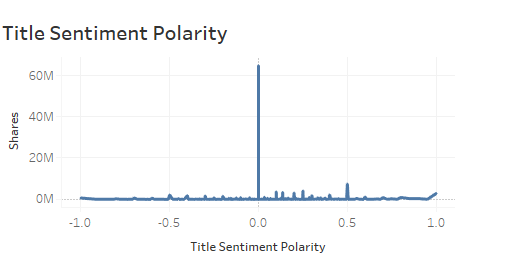 Title Sentiment Polarity
60M
40M
20M
0M
Shares
-1.0 -0.5 0.0 0.5 1.0
Title Sentiment Polarity